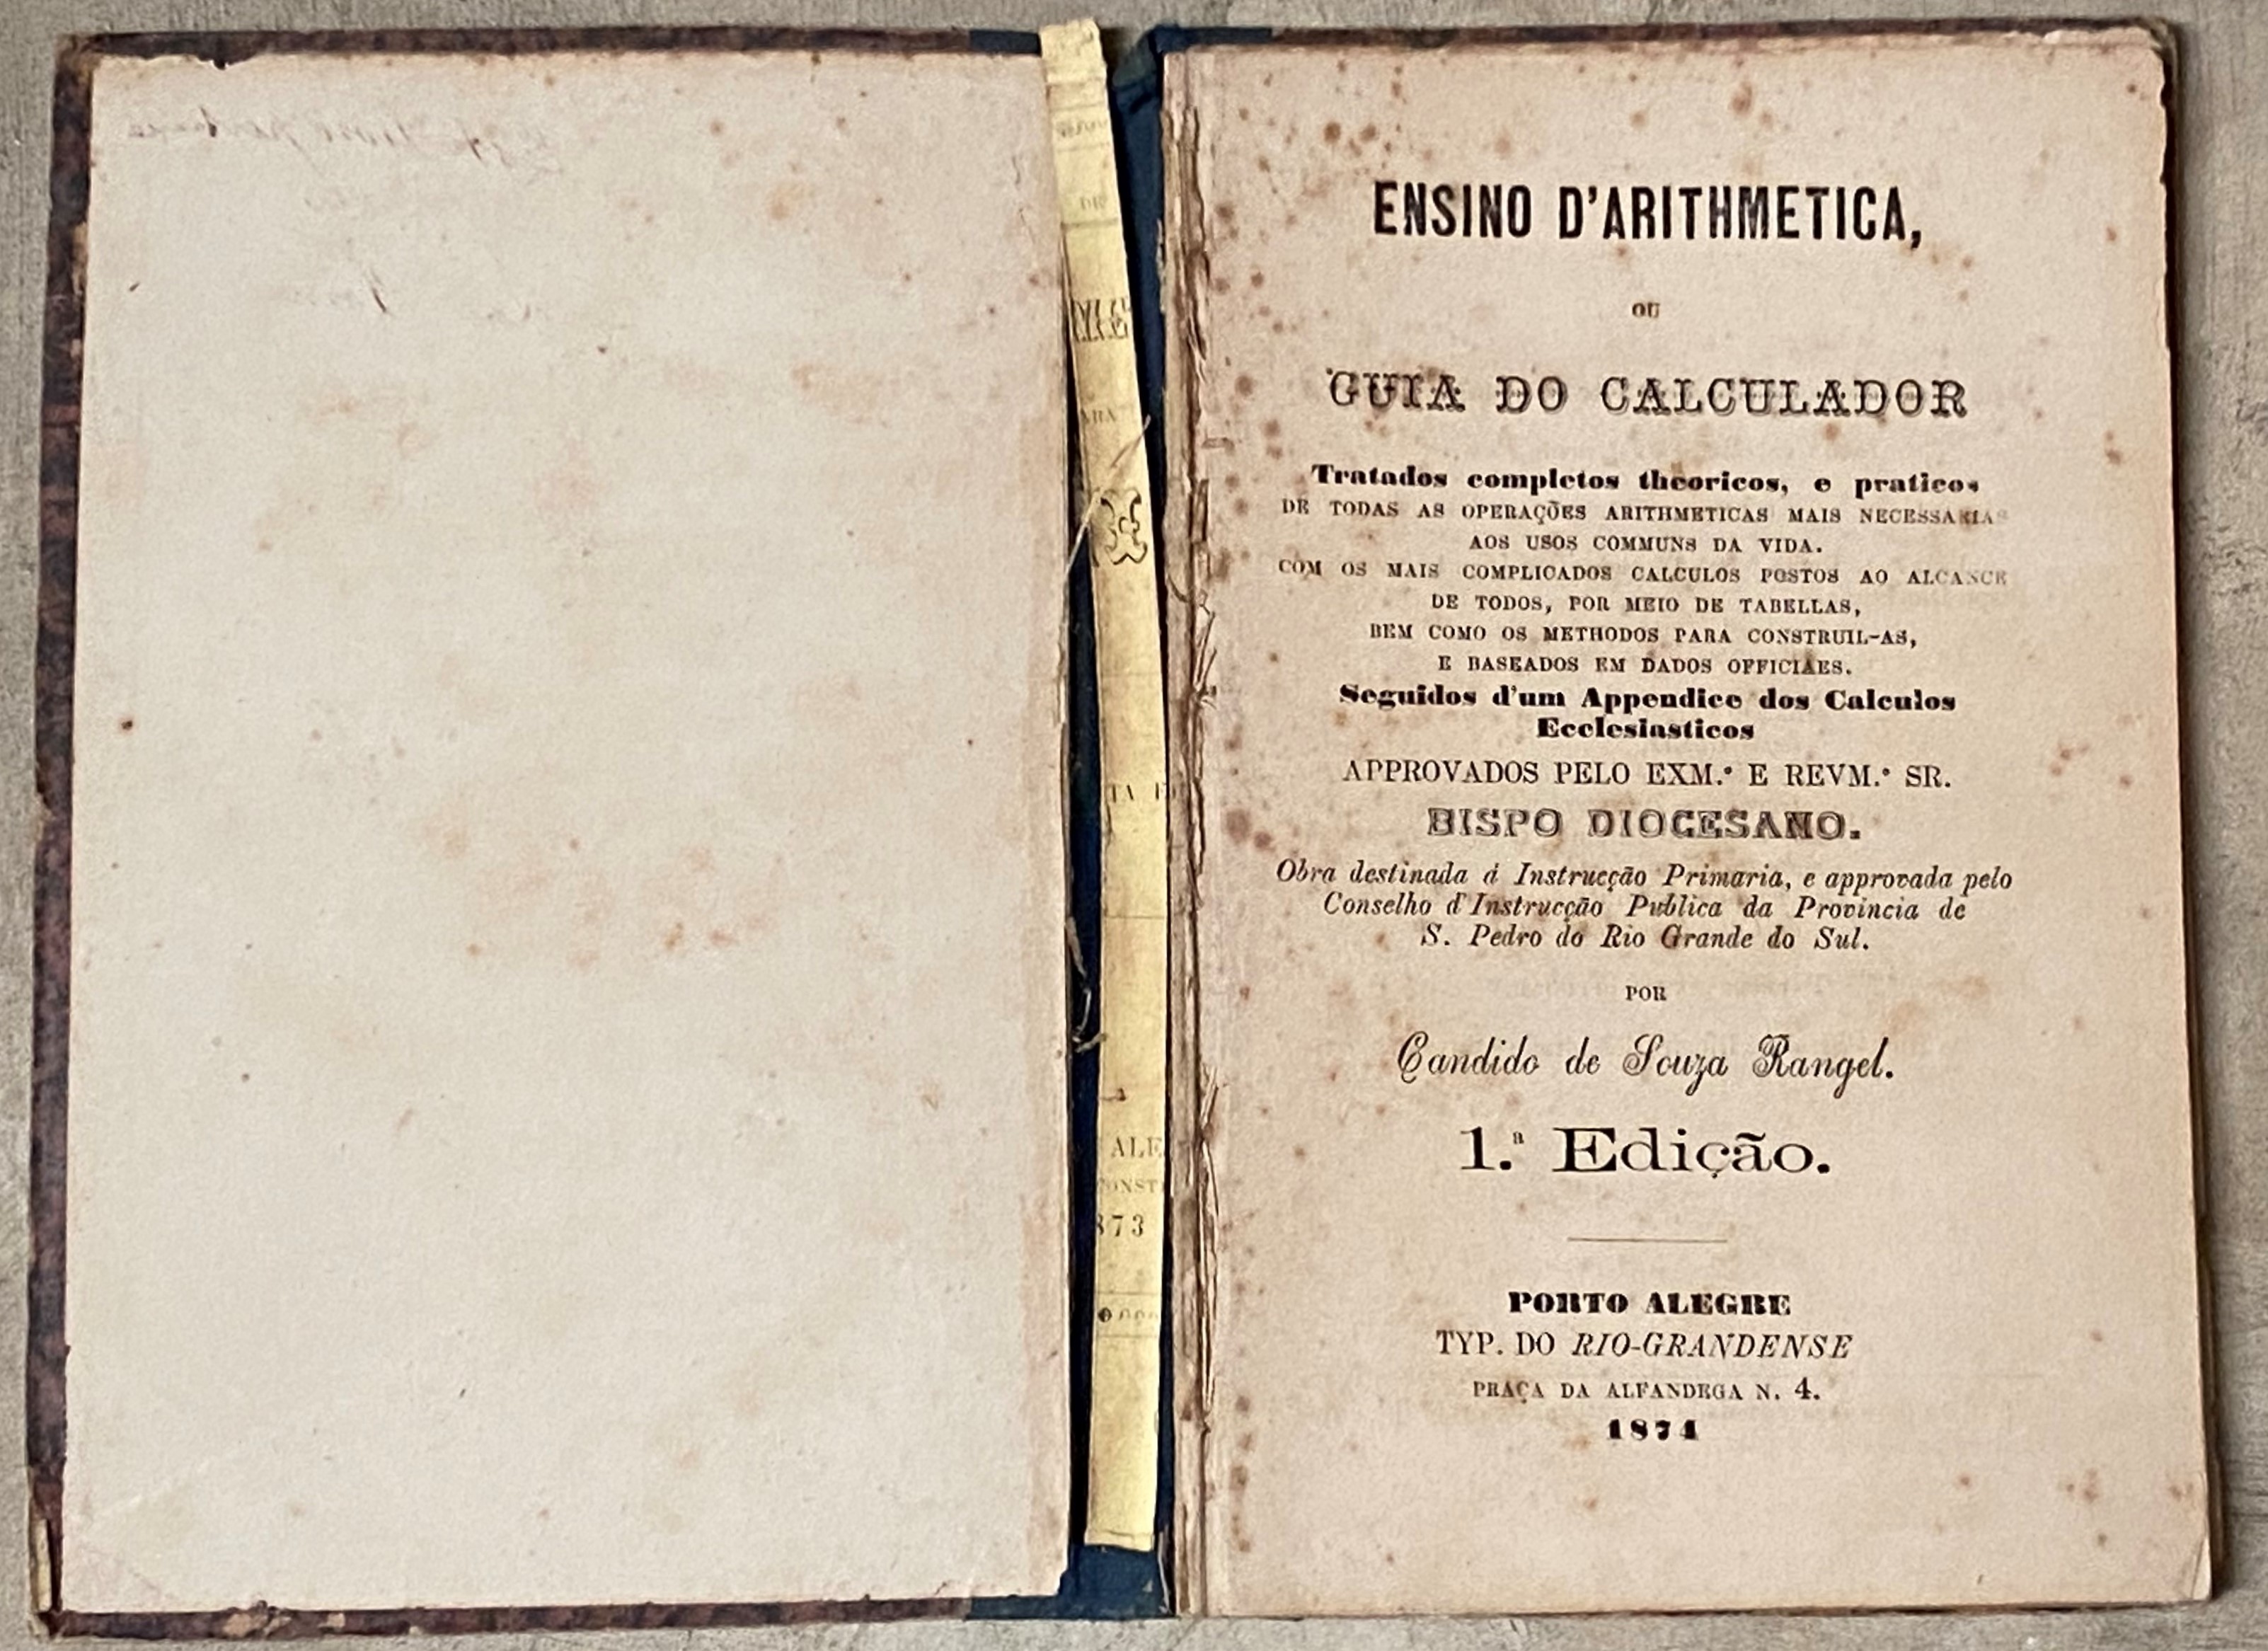 TA
ALE
CONST
873
ENSINO D'ARITHMETICA,
OU
GUIA DO CALCULADOR
Tratados completos theoricos, e praticos
DE TODAS AS OPERAÇÕES ARITHMETICAS MAIS NECESSARIAS
AOS USOS COMMUNS DA VIDA.
COM OS MAIS COMPLICADOS CALCULOS POSTOS AO ALCANCE
DE TODOS, POR MEIO DE TABELLAS,
BEM COMO OS METHODOS PARA CONSTRUIL-AS,
E BASEADOS EM DADOS OFFICIAES.
Seguidos d'um Appendice dos Calculos
Ecclesiasticos
APPROVADOS PELO EXM.º E REVM.º SR.
BISPO DIOCESANO.
Obra destinada á Instrucção Primaria, e approvada pelo
Conselho d'Instrucção Publica da Provincia de
S. Pedro do Rio Grande do Sul.
POR
Candido de Souza Rangel.
1.ª Edição.
PORTO ALEGRE
TYP. DO RIO-GRANDENSE
PRAÇA DA ALFANDEGA N. 4.
1874